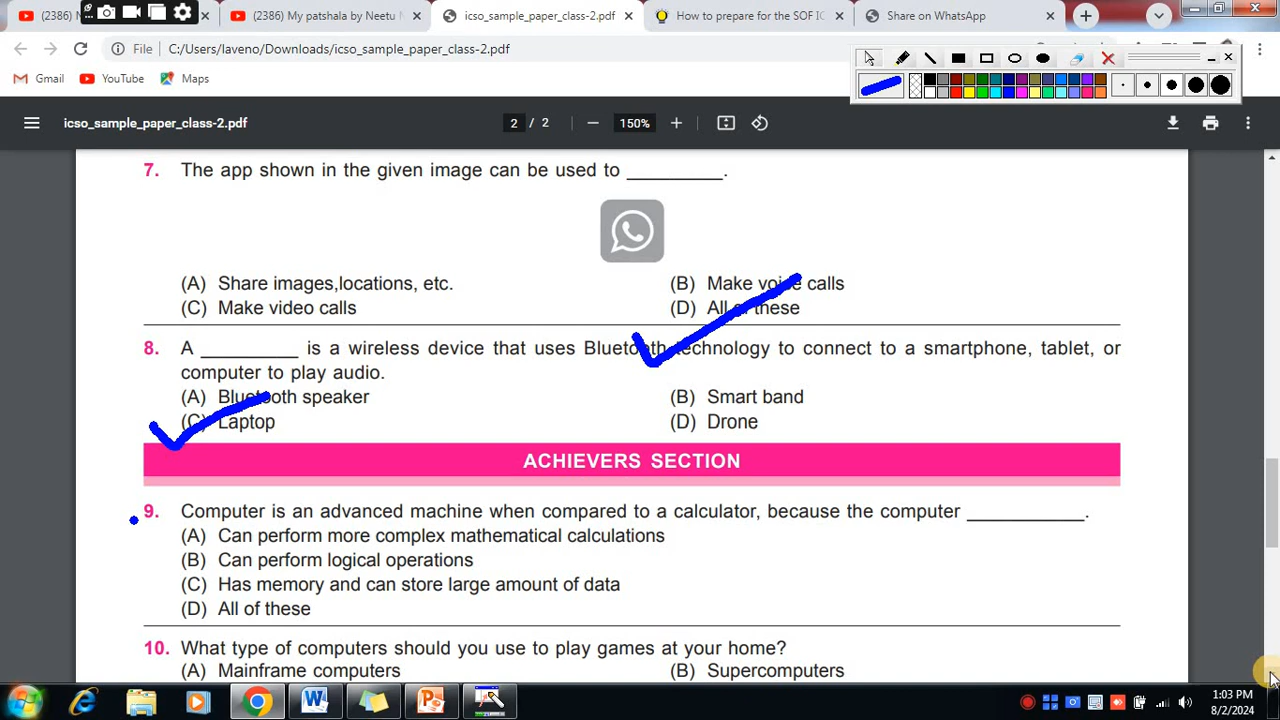 (2386) N
(2386) My patshala by Neetu
icso_sample_paper_class-2.pdf
How to prepare for the SOF IC
Share on WhatsApp
File
C:/Users/laveno/Downloads/icso_sample_paper_class-2.pdf
Gmail
YouTube
Maps
icso_sample_paper_class-2.pdf
2 / 2
150%
7. The app shown in the given image can be used to _________.
(A) Share images,locations, etc.
(B) Make voice calls
(C) Make video calls
(D) All of these
8. A _________ is a wireless device that uses Bluetooth technology to connect to a smartphone, tablet, or
computer to play audio.
(A) Bluetooth speaker
(B) Smart band
(C) Laptop
(D) Drone
ACHIEVERS SECTION
9. Computer is an advanced machine when compared to a calculator, because the computer ___________.
(A) Can perform more complex mathematical calculations
(B) Can perform logical operations
(C) Has memory and can store large amount of data
(D) All of these
10. What type of computers should you use to play games at your home?
(A) Mainframe computers
(B) Supercomputers
1:03 PM
8/2/2024